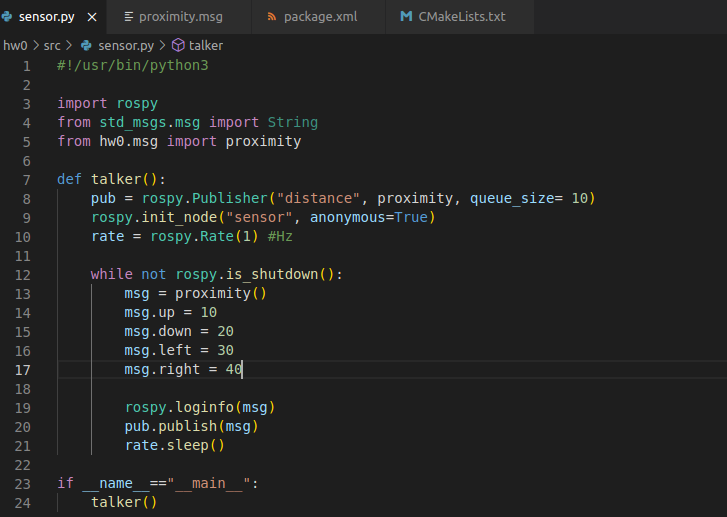 sensor.py × proximity.msg package.xml CMakeLists.txt
hw0 > src > sensor.py > talker
1 #!/usr/bin/python3
2
3 import rospy
4 from std_msgs.msg import String
5 from hw0.msg import proximity
6
7 def talker():
8     pub = rospy.Publisher("distance", proximity, queue_size= 10)
9     rospy.init_node("sensor", anonymous=True)
10     rate = rospy.Rate(1) #Hz
11
12     while not rospy.is_shutdown():
13         msg = proximity()
14         msg.up = 10
15         msg.down = 20
16         msg.left = 30
17         msg.right = 40
18
19         rospy.loginfo(msg)
20         pub.publish(msg)
21         rate.sleep()
22
23 if __name__=="__main__":
24     talker()